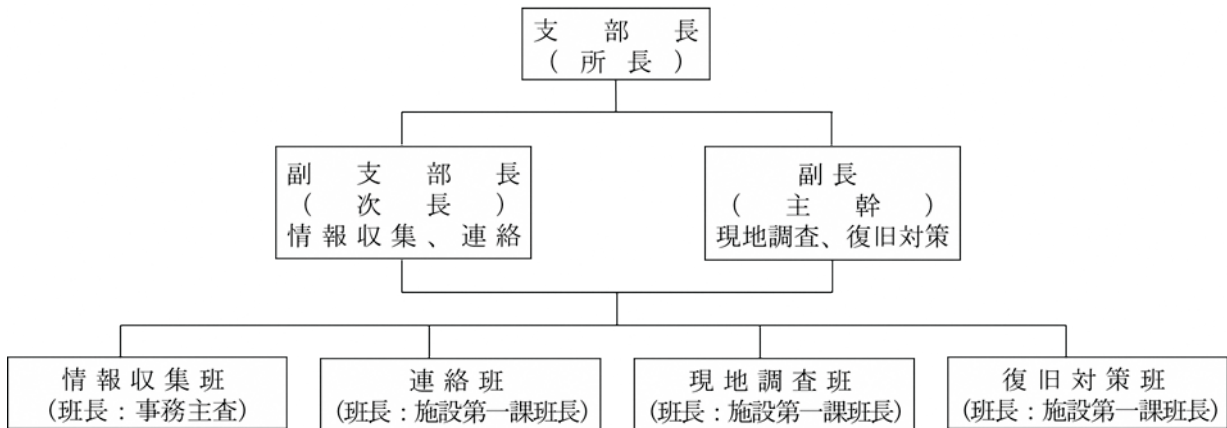 支部長
(所長)
副支部長
(次長)
情報収集、連絡
副長
(主幹)
現地調査、復旧対策
情報収集班
(班長：事務主査)
連絡班
(班長：施設第一課班長)
現地調査班
(班長：施設第一課班長)
復旧対策班
(班長：施設第一課班長)